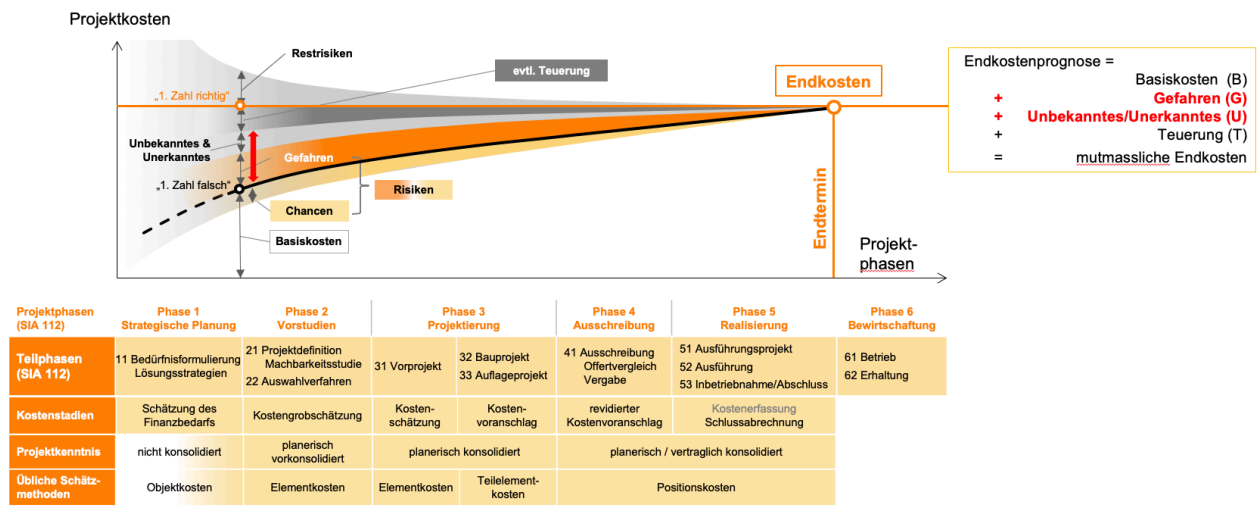 Projektkosten
Restrisiken
evtl. Teuerung
„1. Zahl richtig“
Endkosten
Unbekanntes &
Unerkanntes
Gefahren
„1. Zahl falsch“
Risiken
Chancen
Basiskosten
Endtermin
Projekt-
phasen
Endkostenprognose =
Basiskosten (B)
+ Gefahren (G)
+ Unbekanntes/Unerkanntes (U)
+ Teuerung (T)
= mutmassliche Endkosten
Projektphasen
(SIA 112)
Phase 1
Strategische Planung
Phase 2
Vorstudien
Phase 3
Projektierung
Phase 4
Ausschreibung
Phase 5
Realisierung
Phase 6
Bewirtschaftung
Teilphasen
(SIA 112)
11 Bedürfnisformulierung
Lösungsstrategien
21 Projektdefinition
Machbarkeitsstudie
22 Auswahlverfahren
31 Vorprojekt
32 Bauprojekt
33 Auflageprojekt
41 Ausschreibung
Offertvergleich
Vergabe
51 Ausführungsprojekt
52 Ausführung
53 Inbetriebnahme/Abschluss
61 Betrieb
62 Erhaltung
Kostenstadien
Schätzung des
Finanzbedarfs
Kostengrobschätzung
Kosten-
schätzung
Kosten-
voranschlag
revidierter
Kostenvoranschlag
Kostenerfassung
Schlussabrechnung
Projektkenntnis
nicht konsolidiert
planerisch
vorkonsolidiert
planerisch konsolidiert
planerisch / vertraglich konsolidiert
Übliche Schätz-
methoden
Objektkosten
Elementkosten
Elementkosten
Teilelement-
kosten
Positionskosten